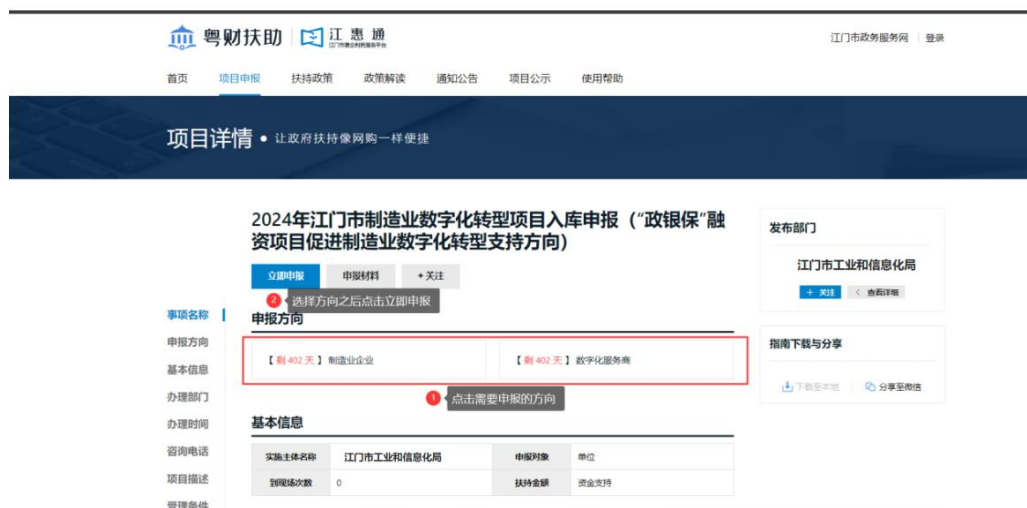 粤财扶助 江惠通
江门市政务服务网 登录
首页 项目申报 扶持政策 政策解读 通知公告 项目公示 使用帮助
项目详情 • 让政府扶持像网购一样便捷
2024年江门市制造业数字化转型项目入库申报（“政银保”融
资项目促进制造业数字化转型支持方向）
立即申报 申报材料 +关注
2 选择方向之后点击立即申报
申报方向
【剩 402 天】制造业企业 【剩 402 天】数字化服务商
1 点击需要申报的方向
基本信息
实施主体名称 江门市工业和信息化局 申报对象 单位
到现场次数 0 扶持金额 资金支持
事项名称
申报方向
基本信息
办理部门
办理时间
咨询电话
项目描述
管理条件
发布部门
江门市工业和信息化局
+ 关注 < 查看详细
指南下载与分享
下载至本地 分享至微信